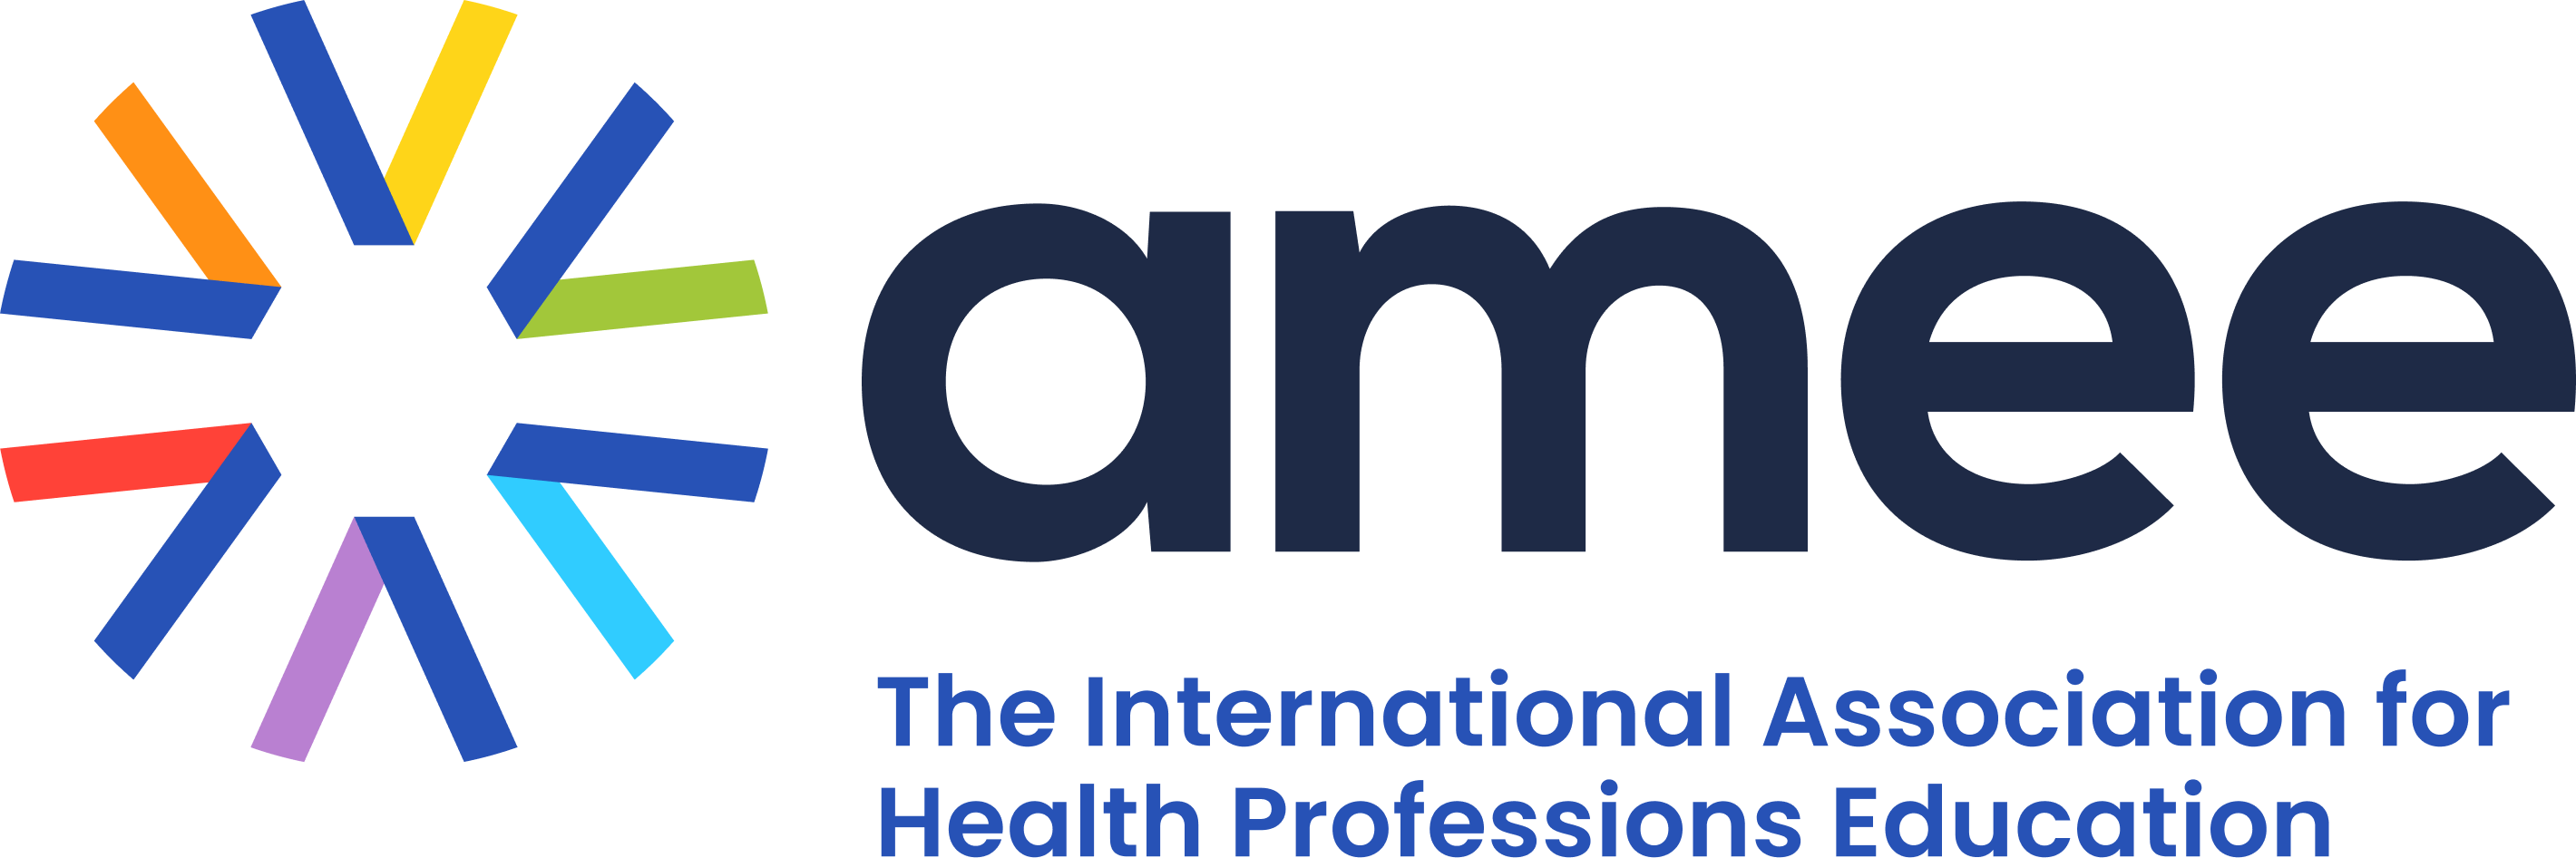 amee
The International Association for
Health Professions Education